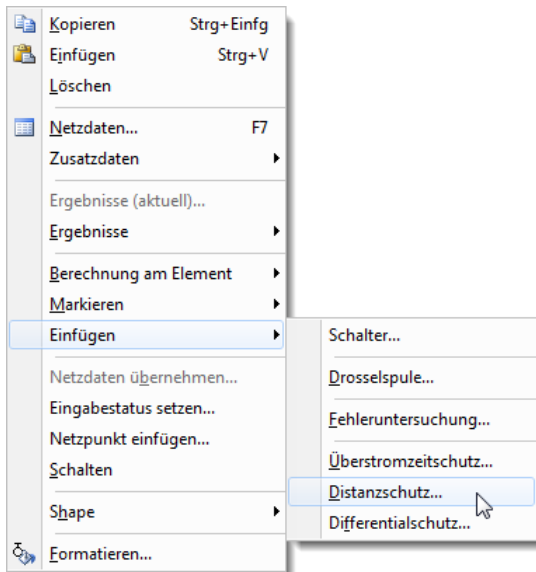 Kopieren Strg+Einfg
Einfügen Strg+V
Löschen
Netzdaten... F7
Zusatzdaten
Ergebnisse (aktuell)...
Ergebnisse
Berechnung am Element
Markieren
Einfügen
Netzdaten übernehmen...
Eingabestatus setzen...
Netzpunkt einfügen...
Schalten
Shape
Formatieren...
Schalter...
Drosselspule...
Fehleruntersuchung...
Überstromzeitschutz...
Distanzschutz...
Differentialschutz...